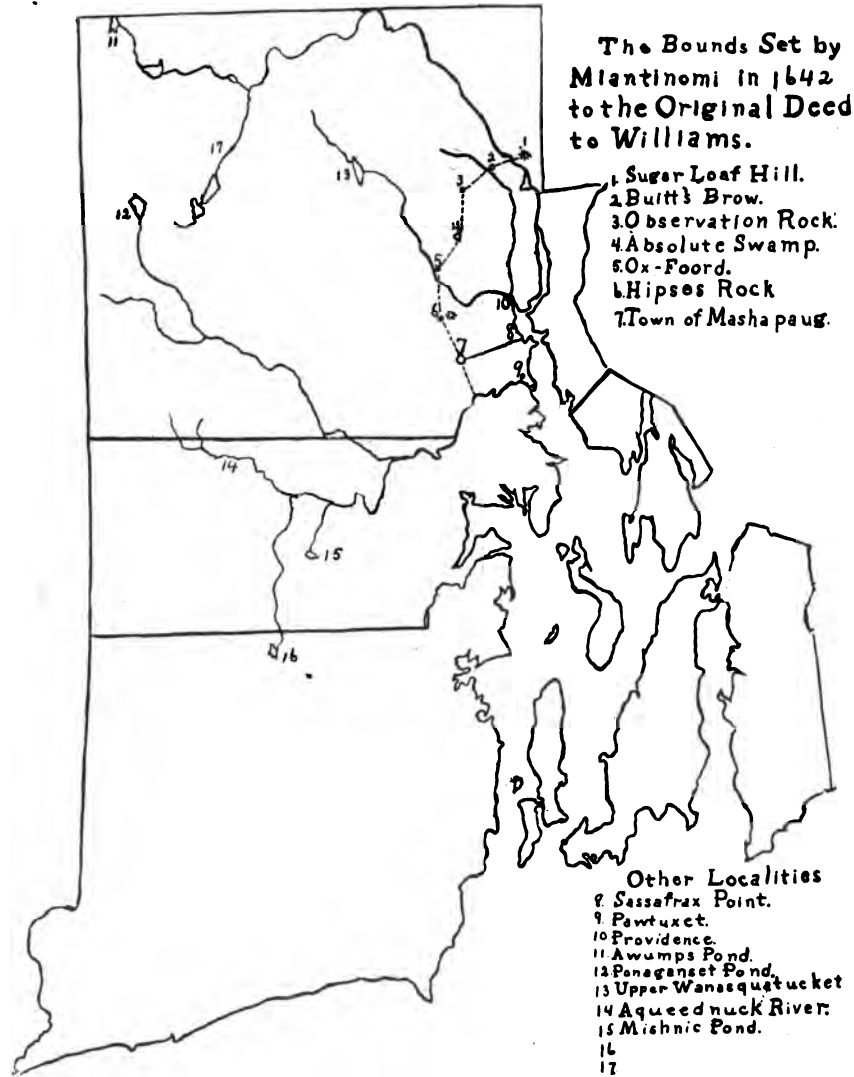 The Bounds Set by
Miantinomi in 1642
to the Original Deed
to Williams.
1. Sugar Loaf Hill.
2 Buitt's Brow.
3. Observation Rock.
4. Absolute Swamp.
5. Ox-Foord.
6. Hipses Rock
7. Town of Mashapaug.
11
17
12
13
1
2
3
5
6
10
8
7
9
14
15
16
Other Localities
8. Sassafrax Point.
9. Pawtuxet.
10 Providence.
11 Awumps Pond.
12 Ponaganset Pond.
13 Upper Wanasquatucket
14 Aqueednuck River.
15 Mishnic Pond.
16
17